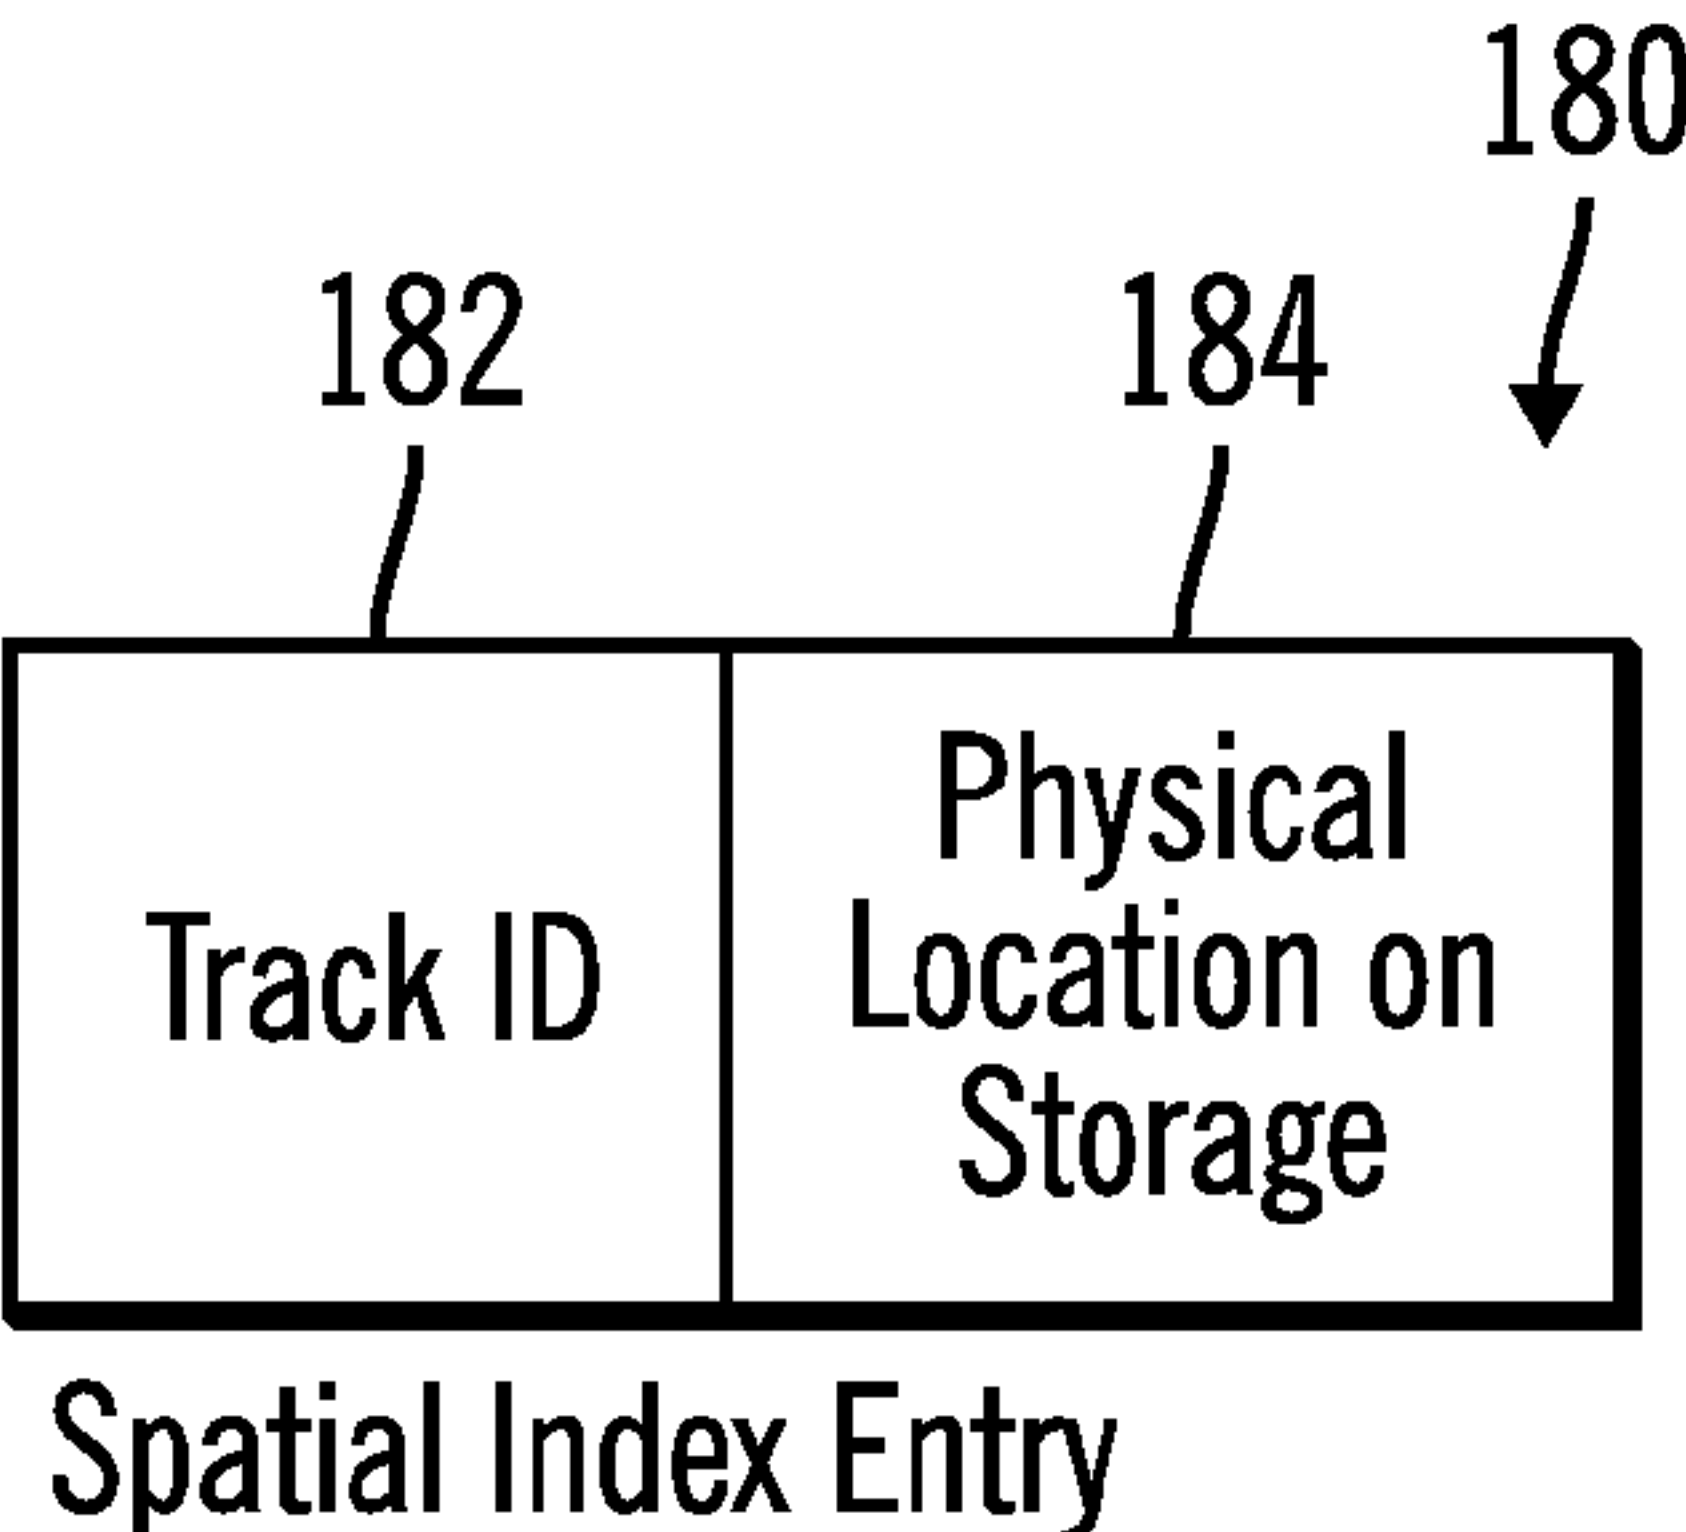 180
182
184
Track ID
Physical
Location on
Storage
Spatial Index Entry